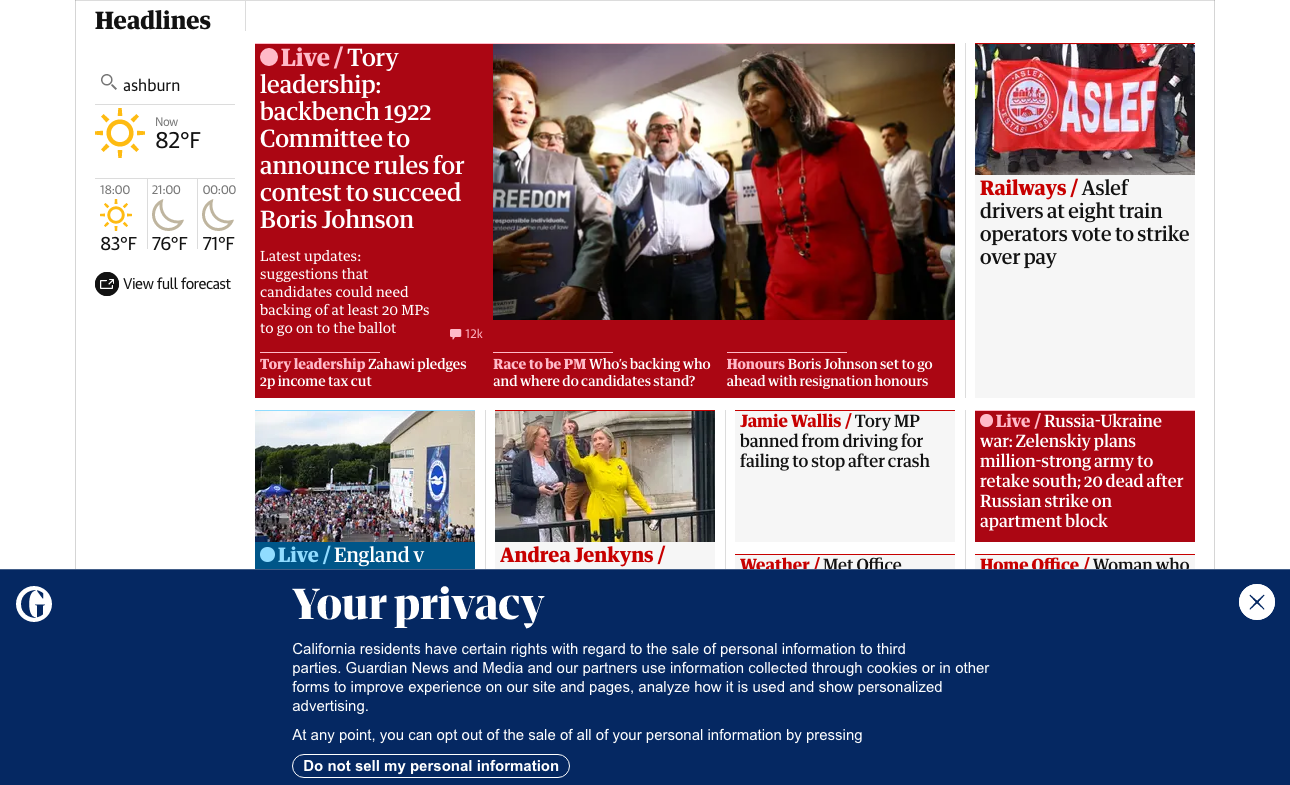 Headlines
ashburn
Now
82°F
18:00
21:00
00:00
83°F
76°F
71°F
View full forecast
Live / Tory
leadership:
backbench 1922
Committee to
announce rules for
contest to succeed
Boris Johnson
Latest updates:
suggestions that
candidates could need
backing of at least 20 MPs
to go on to the ballot
12k
REEDOM
responsible individuals,
Tory leadership Zahawi pledges
2p income tax cut
Race to be PM Who's backing who
and where do candidates stand?
Honours Boris Johnson set to go
ahead with resignation honours
ASLEF
ESTAB 1880
ASLEF
Railways / Aslef
drivers at eight train
operators vote to strike
over pay
Live / England v
Andrea Jenkyns /
Jamie Wallis / Tory MP
banned from driving for
failing to stop after crash
Weather / Met Office
Live / Russia-Ukraine
war: Zelenskiy plans
million-strong army to
retake south; 20 dead after
Russian strike on
apartment block
Home Office / Woman who
G
Your privacy
California residents have certain rights with regard to the sale of personal information to third
parties. Guardian News and Media and our partners use information collected through cookies or in other
forms to improve experience on our site and pages, analyze how it is used and show personalized
advertising.
At any point, you can opt out of the sale of all of your personal information by pressing
Do not sell my personal information